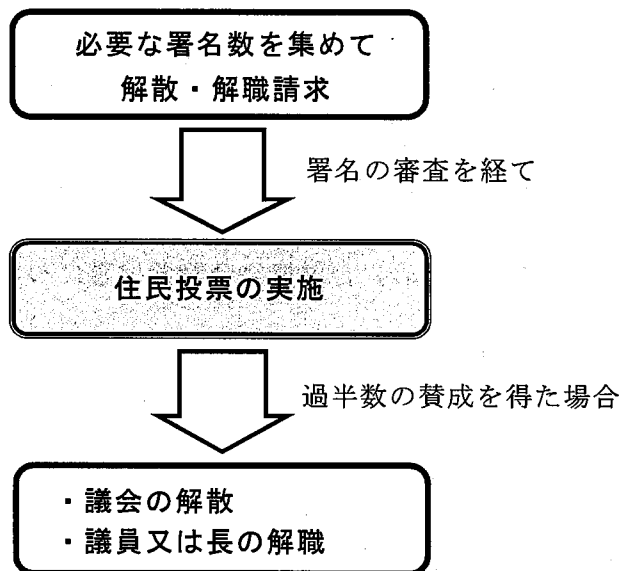 必要な署名数を集めて
解散・解職請求
署名の審査を経て
住民投票の実施
過半数の賛成を得た場合
・議会の解散
・議員又は長の解職